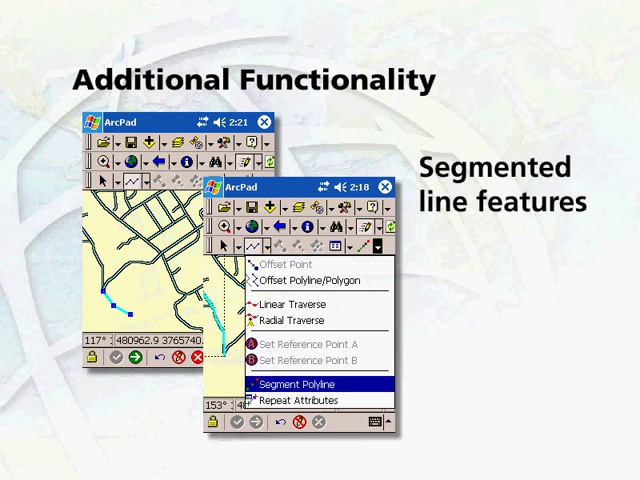 Additional Functionality
ArcPad 2:21
Segmented
line features
ArcPad 2:18
Offset Point
Offset Polyline/Polygon
Linear Traverse
Radial Traverse
A Set Reference Point A
B Set Reference Point B
Segment Polyline
Repeat Attributes
117° 480962.9 3765740.
153° 48